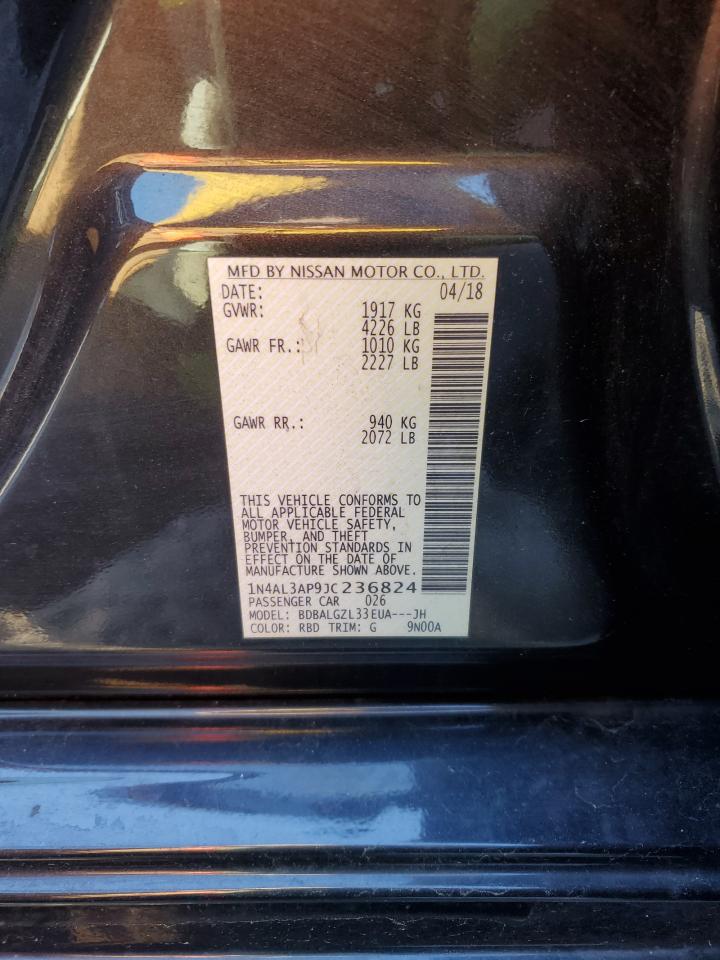 MFD BY NISSAN MOTOR CO., LTD.
DATE: 04/18
GVWR: 1917 KG
4226 LB
GAWR FR.: 1010 KG
2227 LB
GAWR RR.: 940 KG
2072 LB
THIS VEHICLE CONFORMS TO
ALL APPLICABLE FEDERAL
MOTOR VEHICLE SAFETY,
BUMPER, AND THEFT
PREVENTION STANDARDS IN
EFFECT ON THE DATE OF
MANUFACTURE SHOWN ABOVE.
1N4AL3AP9JC236824
PASSENGER CAR 026
MODEL: BDBALGZL33EUA---JH
COLOR: RBD TRIM: G 9N00A